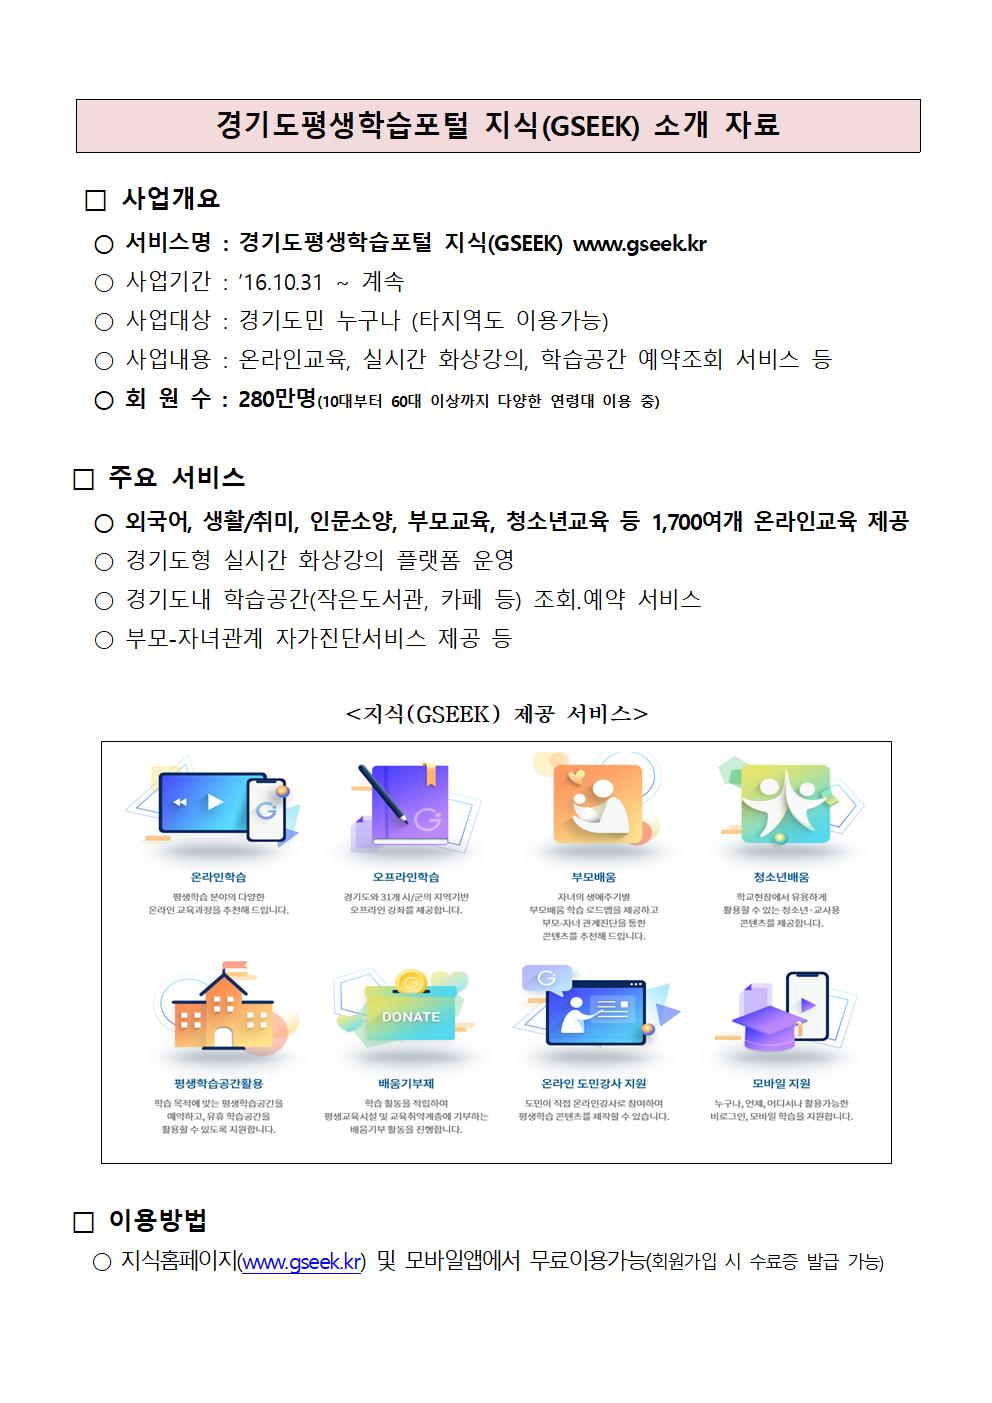 경기도평생학습포털 지식(GSEEK) 소개 자료
□ 사업개요
○ 서비스명 : 경기도평생학습포털 지식(GSEEK) www.gseek.kr
○ 사업기간 : ’16.10.31 ~ 계속
○ 사업대상 : 경기도민 누구나 (타지역도 이용가능)
○ 사업내용 : 온라인교육, 실시간 화상강의, 학습공간 예약조회 서비스 등
○ 회 원 수 : 280만명(10대부터 60대 이상까지 다양한 연령대 이용 중)
□ 주요 서비스
○ 외국어, 생활/취미, 인문소양, 부모교육, 청소년교육 등 1,700여개 온라인교육 제공
○ 경기도형 실시간 화상강의 플랫폼 운영
○ 경기도내 학습공간(작은도서관, 카페 등) 조회.예약 서비스
○ 부모-자녀관계 자가진단서비스 제공 등
<지식(GSEEK) 제공 서비스>
온라인학습
평생학습 분야의 다양한
온라인 교육과정을 추천해 드립니다.
오프라인학습
경기도와 31개 시/군의 지역기반
오프라인 강좌를 제공합니다.
부모배움
자녀의 생애주기별
부모배움 학습 로드맵을 제공하고
부모-자녀 관계진단을 통한
콘텐츠를 추천해 드립니다.
청소년배움
학교현장에서 유용하게
활용할 수 있는 청소년·교사용
콘텐츠를 제공합니다.
평생학습공간활용
학습 목적에 맞는 평생학습공간을
예약하고, 유휴 학습공간을
활용할 수 있도록 지원합니다.
DONATE
배움기부제
학습 활동을 적립하여
평생교육시설 및 교육취약계층에 기부하는
배움기부 활동을 진행합니다.
온라인 도민강사 지원
도민이 직접 온라인강사로 참여하여
평생학습 콘텐츠를 제작할 수 있습니다.
모바일 지원
누구나, 언제, 어디서나 활용가능한
비로그인, 모바일 학습을 지원합니다.
□ 이용방법
○ 지식홈페이지(www.gseek.kr) 및 모바일앱에서 무료이용가능(회원가입 시 수료증 발급 가능)